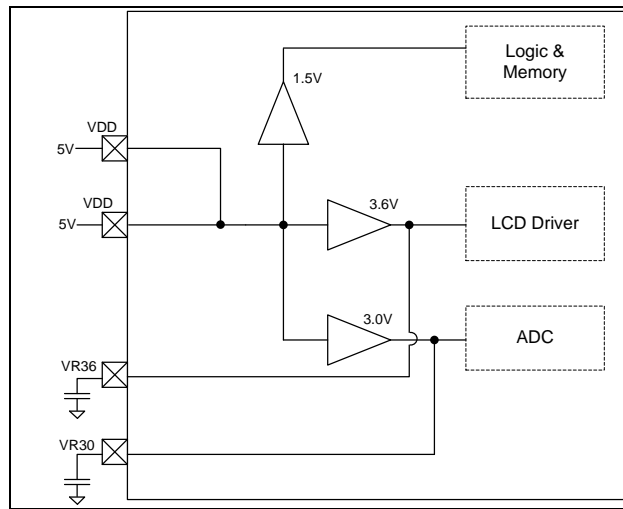 Logic &
Memory
1.5V
VDD
5V
VDD
5V
3.6V
LCD Driver
3.0V
ADC
VR36
VR30